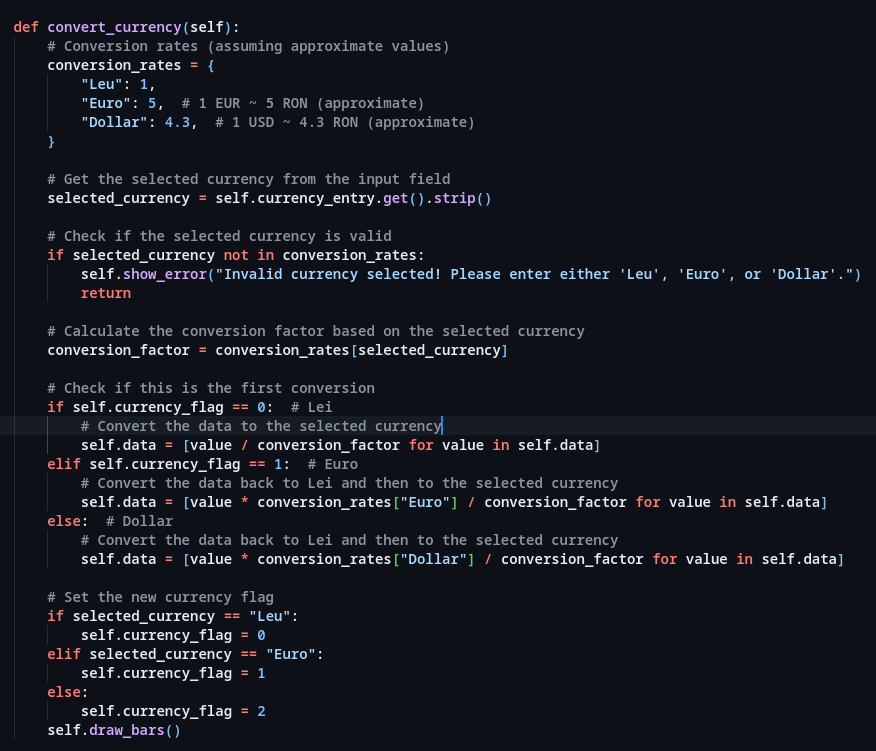 def convert_currency(self):
    # Conversion rates (assuming approximate values)
    conversion_rates = {
        "Leu": 1,
        "Euro": 5,  # 1 EUR ~ 5 RON (approximate)
        "Dollar": 4.3,  # 1 USD ~ 4.3 RON (approximate)
    }

    # Get the selected currency from the input field
    selected_currency = self.currency_entry.get().strip()

    # Check if the selected currency is valid
    if selected_currency not in conversion_rates:
        self.show_error("Invalid currency selected! Please enter either 'Leu', 'Euro', or 'Dollar'.")
        return

    # Calculate the conversion factor based on the selected currency
    conversion_factor = conversion_rates[selected_currency]

    # Check if this is the first conversion
    if self.currency_flag == 0:  # Lei
        # Convert the data to the selected currency
        self.data = [value / conversion_factor for value in self.data]
    elif self.currency_flag == 1:  # Euro
        # Convert the data back to Lei and then to the selected currency
        self.data = [value * conversion_rates["Euro"] / conversion_factor for value in self.data]
    else:  # Dollar
        # Convert the data back to Lei and then to the selected currency
        self.data = [value * conversion_rates["Dollar"] / conversion_factor for value in self.data]

    # Set the new currency flag
    if selected_currency == "Leu":
        self.currency_flag = 0
    elif selected_currency == "Euro":
        self.currency_flag = 1
    else:
        self.currency_flag = 2
    self.draw_bars()